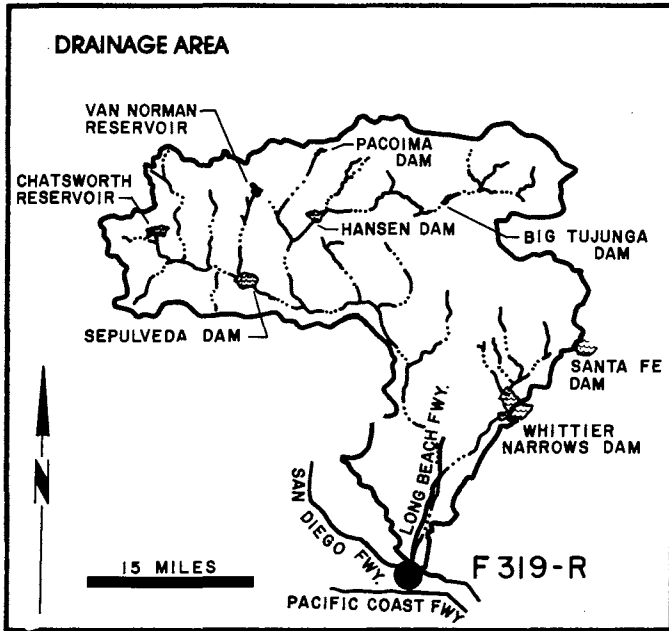 DRAINAGE AREA
VAN NORMAN
RESERVOIR
PACOIMA
DAM
CHATSWORTH
RESERVOIR
HANSEN DAM
BIG TUJUNGA
DAM
SEPULVEDA DAM
SANTA FE
DAM
WHITTIER
NARROWS DAM
LONG BEACH FWY.
SAN
DIEGO FWY.
N
15 MILES
F319-R
PACIFIC COAST FWY